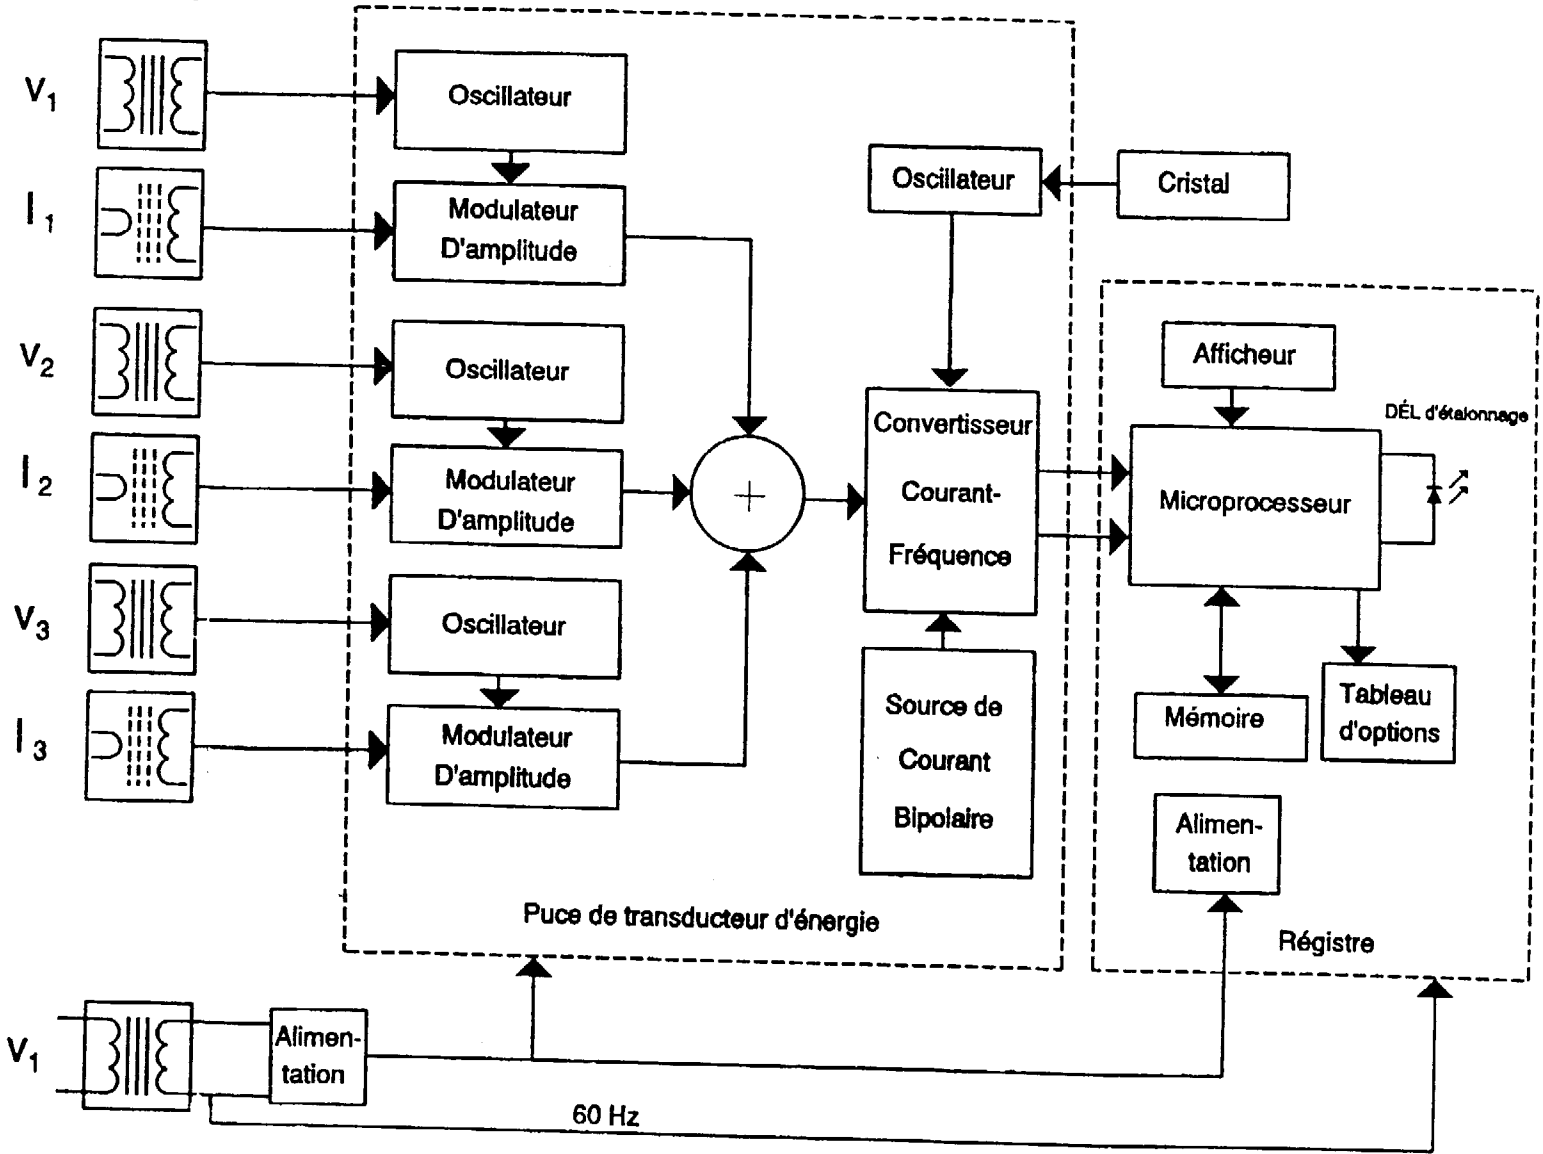 V1
Oscillateur
I1
Modulateur
D'amplitude
V2
Oscillateur
I2
Modulateur
D'amplitude
V3
Oscillateur
I3
Modulateur
D'amplitude
+
Oscillateur
Cristal
Convertisseur
Courant-
Fréquence
Source de
Courant
Bipolaire
Puce de transducteur d'énergie
Afficheur
DÉL d'étalonnage
Microprocesseur
Mémoire
Tableau
d'options
Alimen-
tation
Régistre
V1
Alimen-
tation
60 Hz